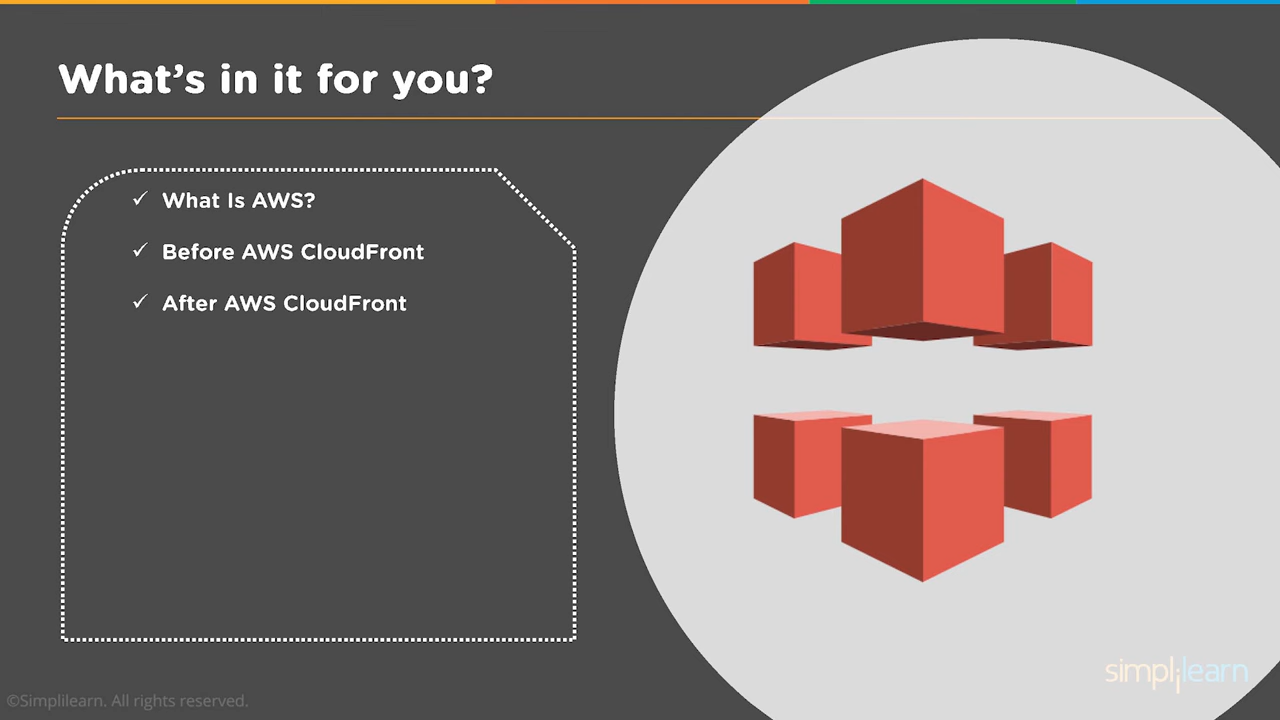 What's in it for you?
✓ What Is AWS?
✓ Before AWS CloudFront
✓ After AWS CloudFront
simplilearn
©Simplilearn. All rights reserved.